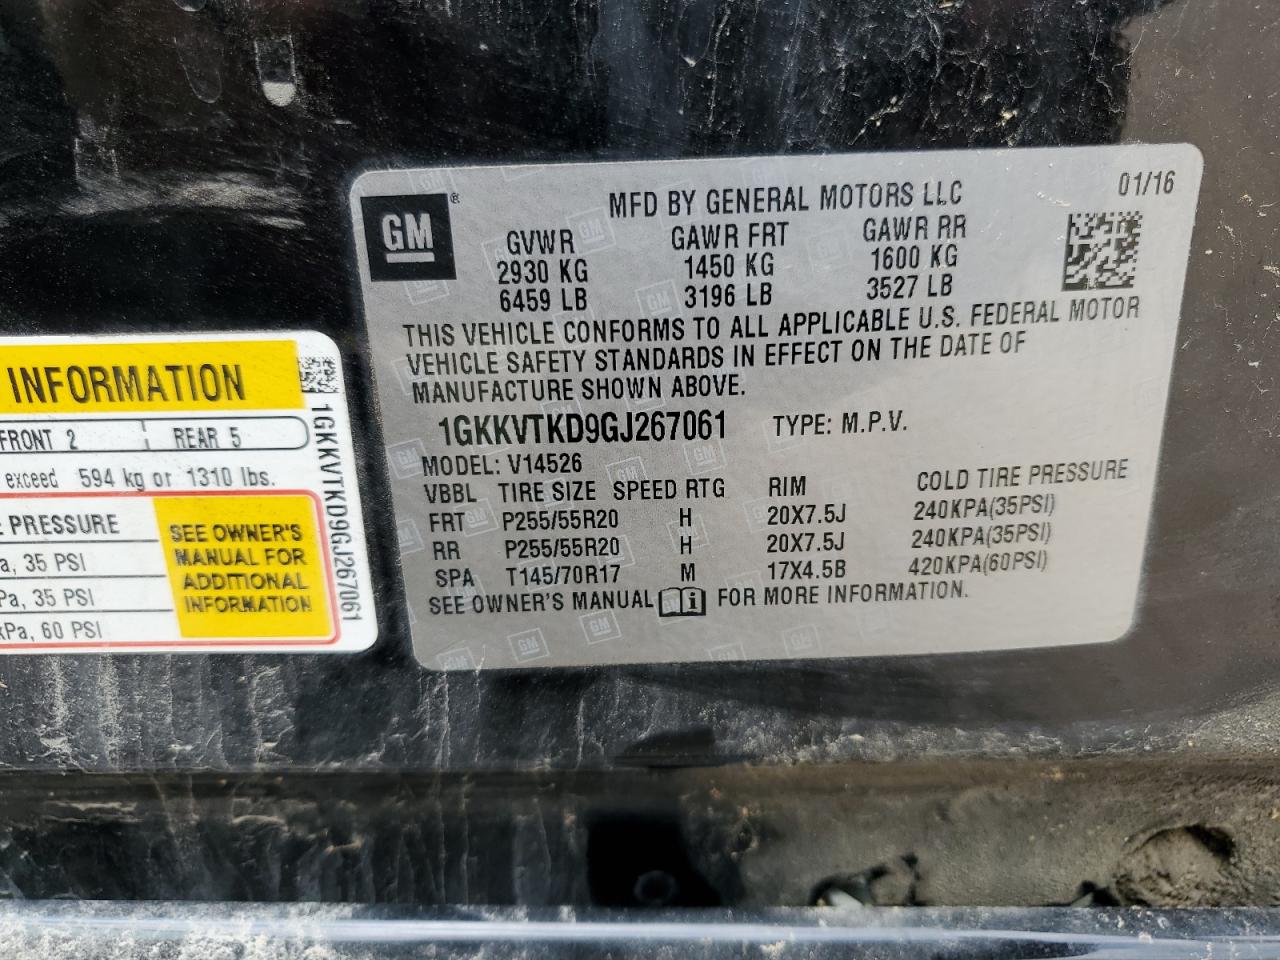 GM®
MFD BY GENERAL MOTORS LLC
01/16
GVWR GAWR FRT GAWR RR
2930 KG 1450 KG 1600 KG
6459 LB 3196 LB 3527 LB
THIS VEHICLE CONFORMS TO ALL APPLICABLE U.S. FEDERAL MOTOR
VEHICLE SAFETY STANDARDS IN EFFECT ON THE DATE OF
MANUFACTURE SHOWN ABOVE.
1GKKVTKD9GJ267061 TYPE: M.P.V.
MODEL: V14526
VBBL TIRE SIZE SPEED RTG RIM COLD TIRE PRESSURE
FRT P255/55R20 H 20X7.5J 240KPA(35PSI)
RR P255/55R20 H 20X7.5J 240KPA(35PSI)
SPA T145/70R17 M 17X4.5B 420KPA(60PSI)
SEE OWNER'S MANUAL i FOR MORE INFORMATION.
INFORMATION
FRONT 2 REAR 5
exceed 594 kg or 1310 lbs.
PRESSURE
, 35 PSI
Pa, 35 PSI
kPa, 60 PSI
SEE OWNER'S
MANUAL FOR
ADDITIONAL
INFORMATION
1GKKVTKD9GJ267061